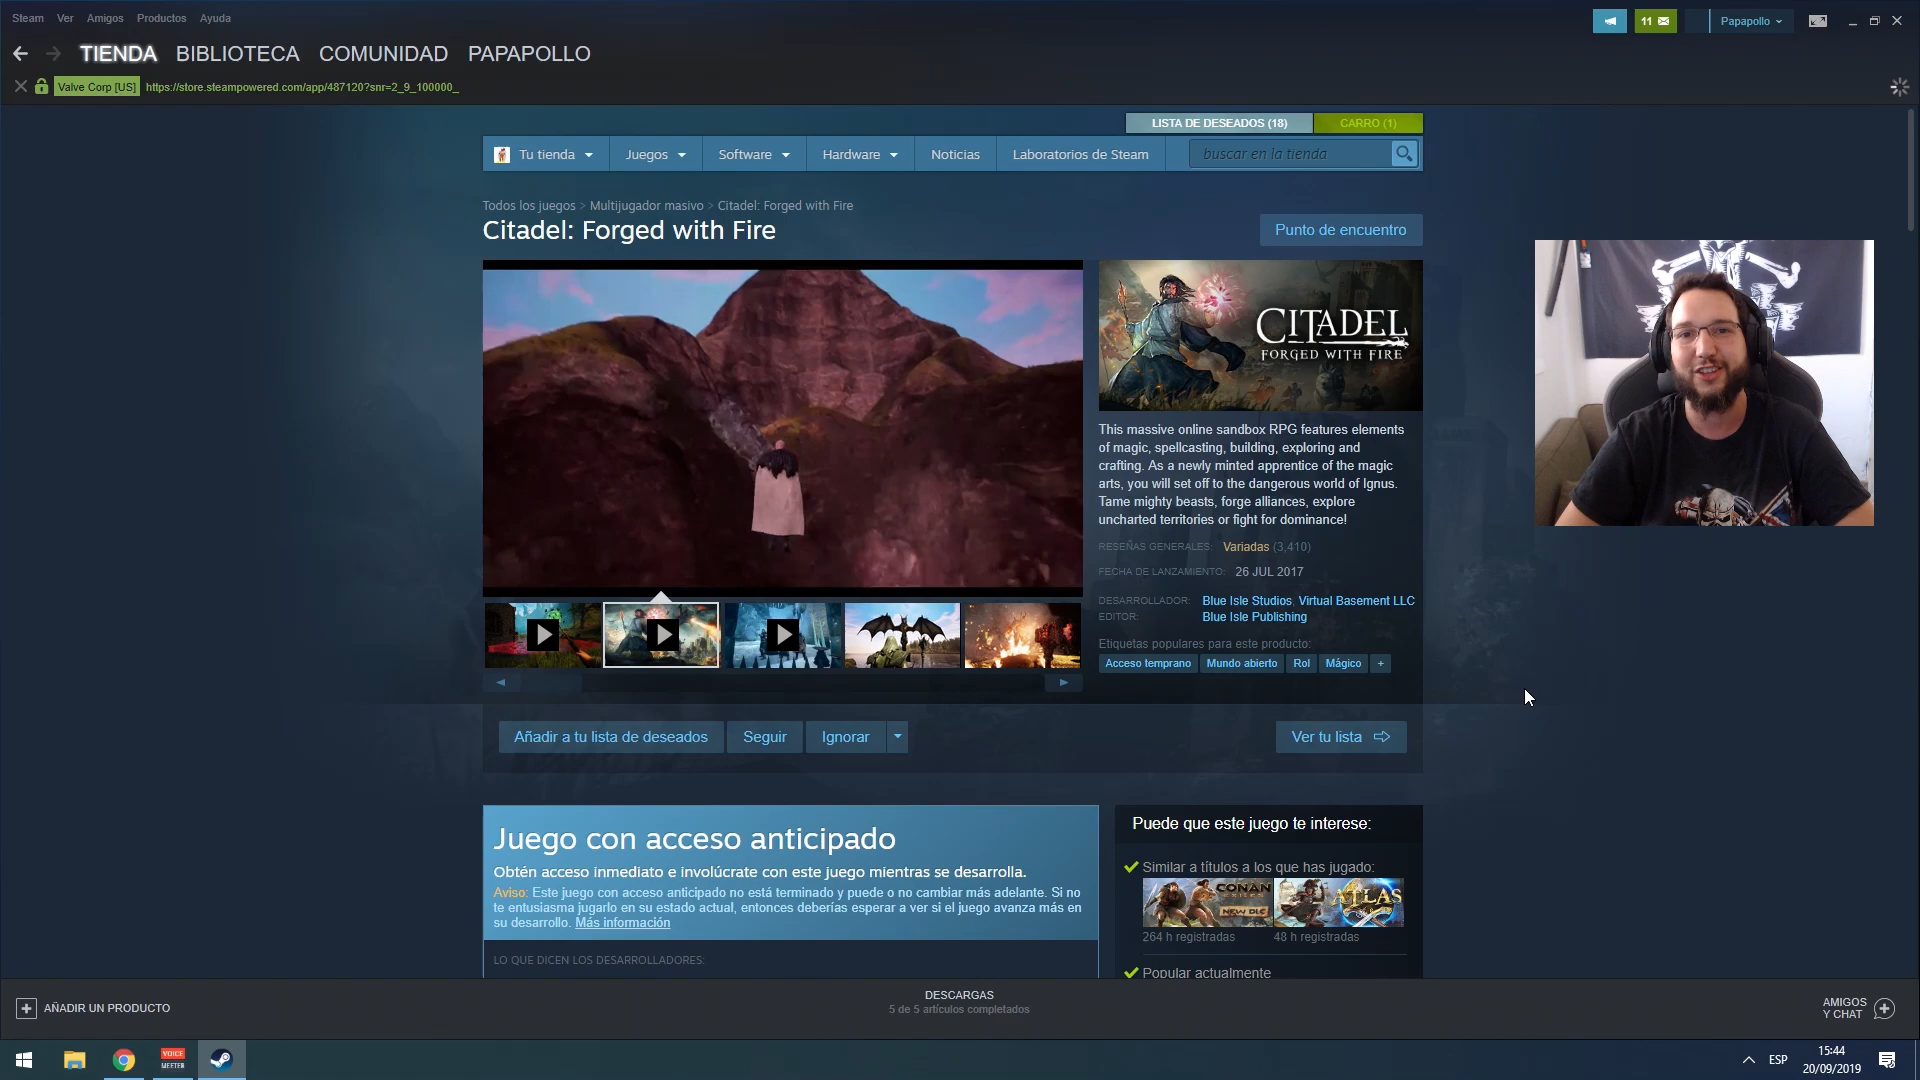 Steam Ver Amigos Productos Ayuda
11
Papapollo
TIENDA BIBLIOTECA COMUNIDAD PAPAPOLLO
Valve Corp [US] https://store.steampowered.com/app/487120?snr=2_9_100000_
LISTA DE DESEADOS (18) CARRO (1)
Tu tienda Juegos Software Hardware Noticias Laboratorios de Steam buscar en la tienda
Todos los juegos > Multijugador masivo > Citadel: Forged with Fire
Citadel: Forged with Fire
Punto de encuentro
CITADEL
FORGED WITH FIRE
This massive online sandbox RPG features elements
of magic, spellcasting, building, exploring and
crafting. As a newly minted apprentice of the magic
arts, you will set off to the dangerous world of Ignus.
Tame mighty beasts, forge alliances, explore
uncharted territories or fight for dominance!
RESEÑAS GENERALES: Variadas (3,410)
FECHA DE LANZAMIENTO: 26 JUL 2017
DESARROLLADOR: Blue Isle Studios, Virtual Basement LLC
EDITOR: Blue Isle Publishing
Etiquetas populares para este producto:
Acceso temprano Mundo abierto Rol Mágico +
Añadir a tu lista de deseados Seguir Ignorar Ver tu lista
Juego con acceso anticipado
Obtén acceso inmediato e involúcrate con este juego mientras se desarrolla.
Aviso: Este juego con acceso anticipado no está terminado y puede o no cambiar más adelante. Si no
te entusiasma jugarlo en su estado actual, entonces deberías esperar a ver si el juego avanza más en
su desarrollo. Más información
LO QUE DICEN LOS DESARROLLADORES:
Puede que este juego te interese:
Similar a títulos a los que has jugado:
CONAN
EXILES
NEW DLC
ATLAS
264 h registradas 48 h registradas
Popular actualmente
AÑADIR UN PRODUCTO
DESCARGAS
5 de 5 artículos completados
AMIGOS
Y CHAT
VOICE
MEETER
ESP
15:44
20/09/2019